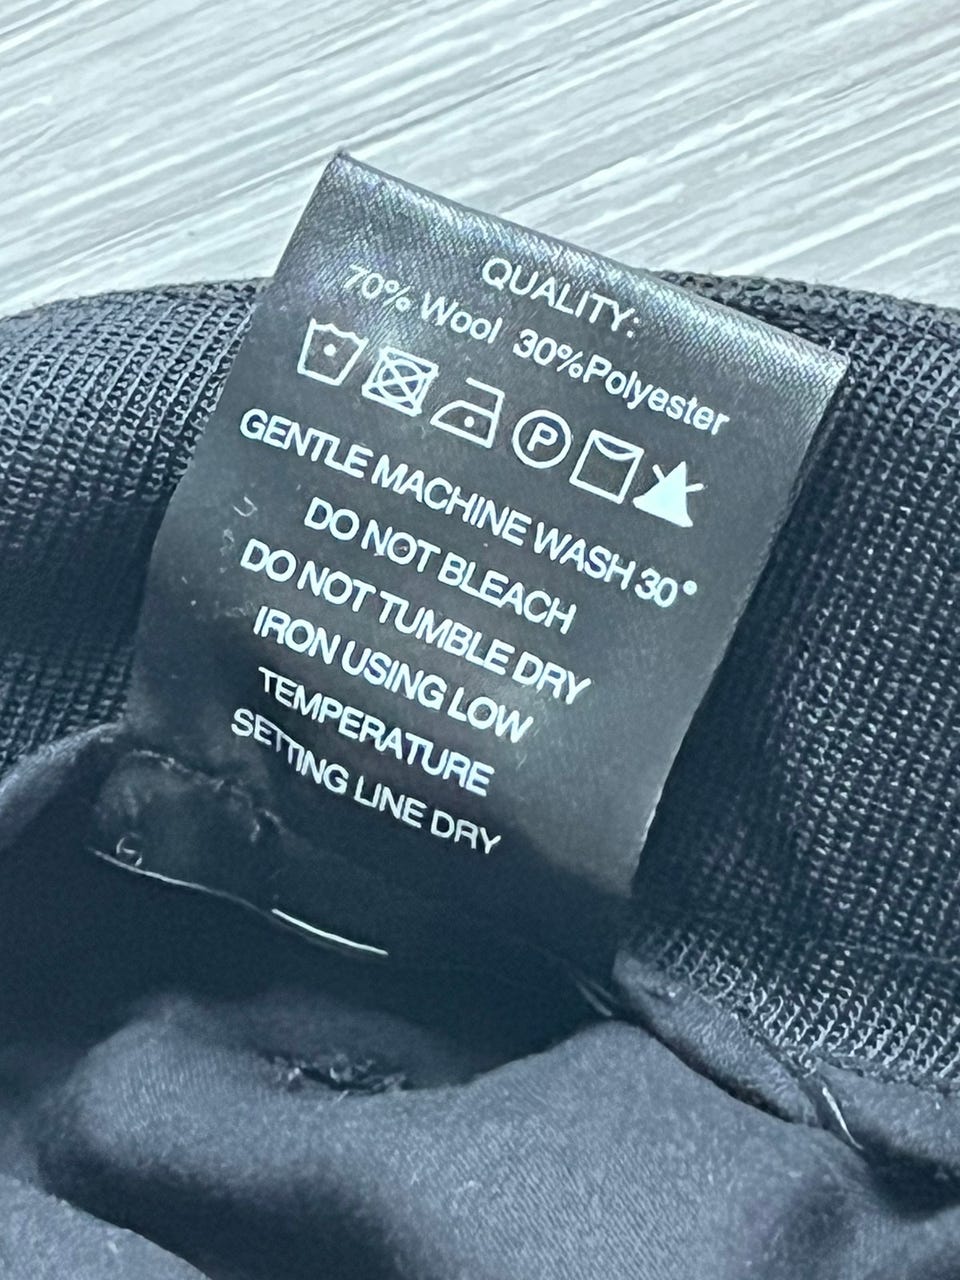 QUALITY:
70% Wool 30%Polyester
P
GENTLE MACHINE WASH 30°
DO NOT BLEACH
DO NOT TUMBLE DRY
IRON USING LOW
TEMPERATURE
SETTING LINE DRY